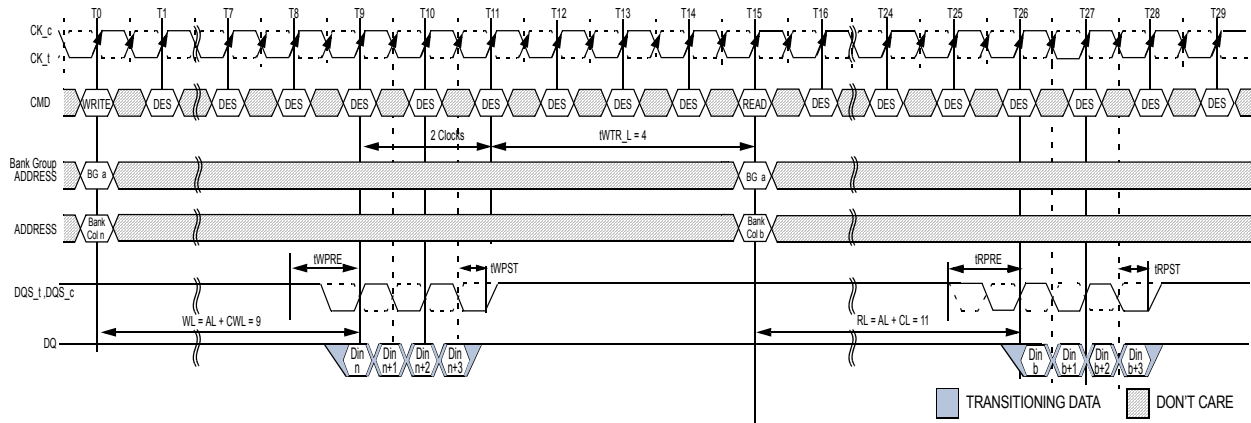 T0 T1 T7 T8 T9 T10 T11 T12 T13 T14 T15 T16 T24 T25 T26 T27 T28 T29
CK_c
CK_t
CMD WRITE DES DES DES DES DES DES DES DES DES READ DES DES DES DES DES DES DES
2 Clocks tWTR_L = 4
Bank Group
ADDRESS BG a BG a
ADDRESS Bank
Col n Bank
Col b
tWPRE tWPST tRPRE tRPST
DQS_t ,DQS_c
WL = AL + CWL = 9 RL = AL + CL = 11
DQ Din
n Din
n+1 Din
n+2 Din
n+3 Din
b Din
b+1 Din
b+2 Din
b+3
TRANSITIONING DATA DON'T CARE